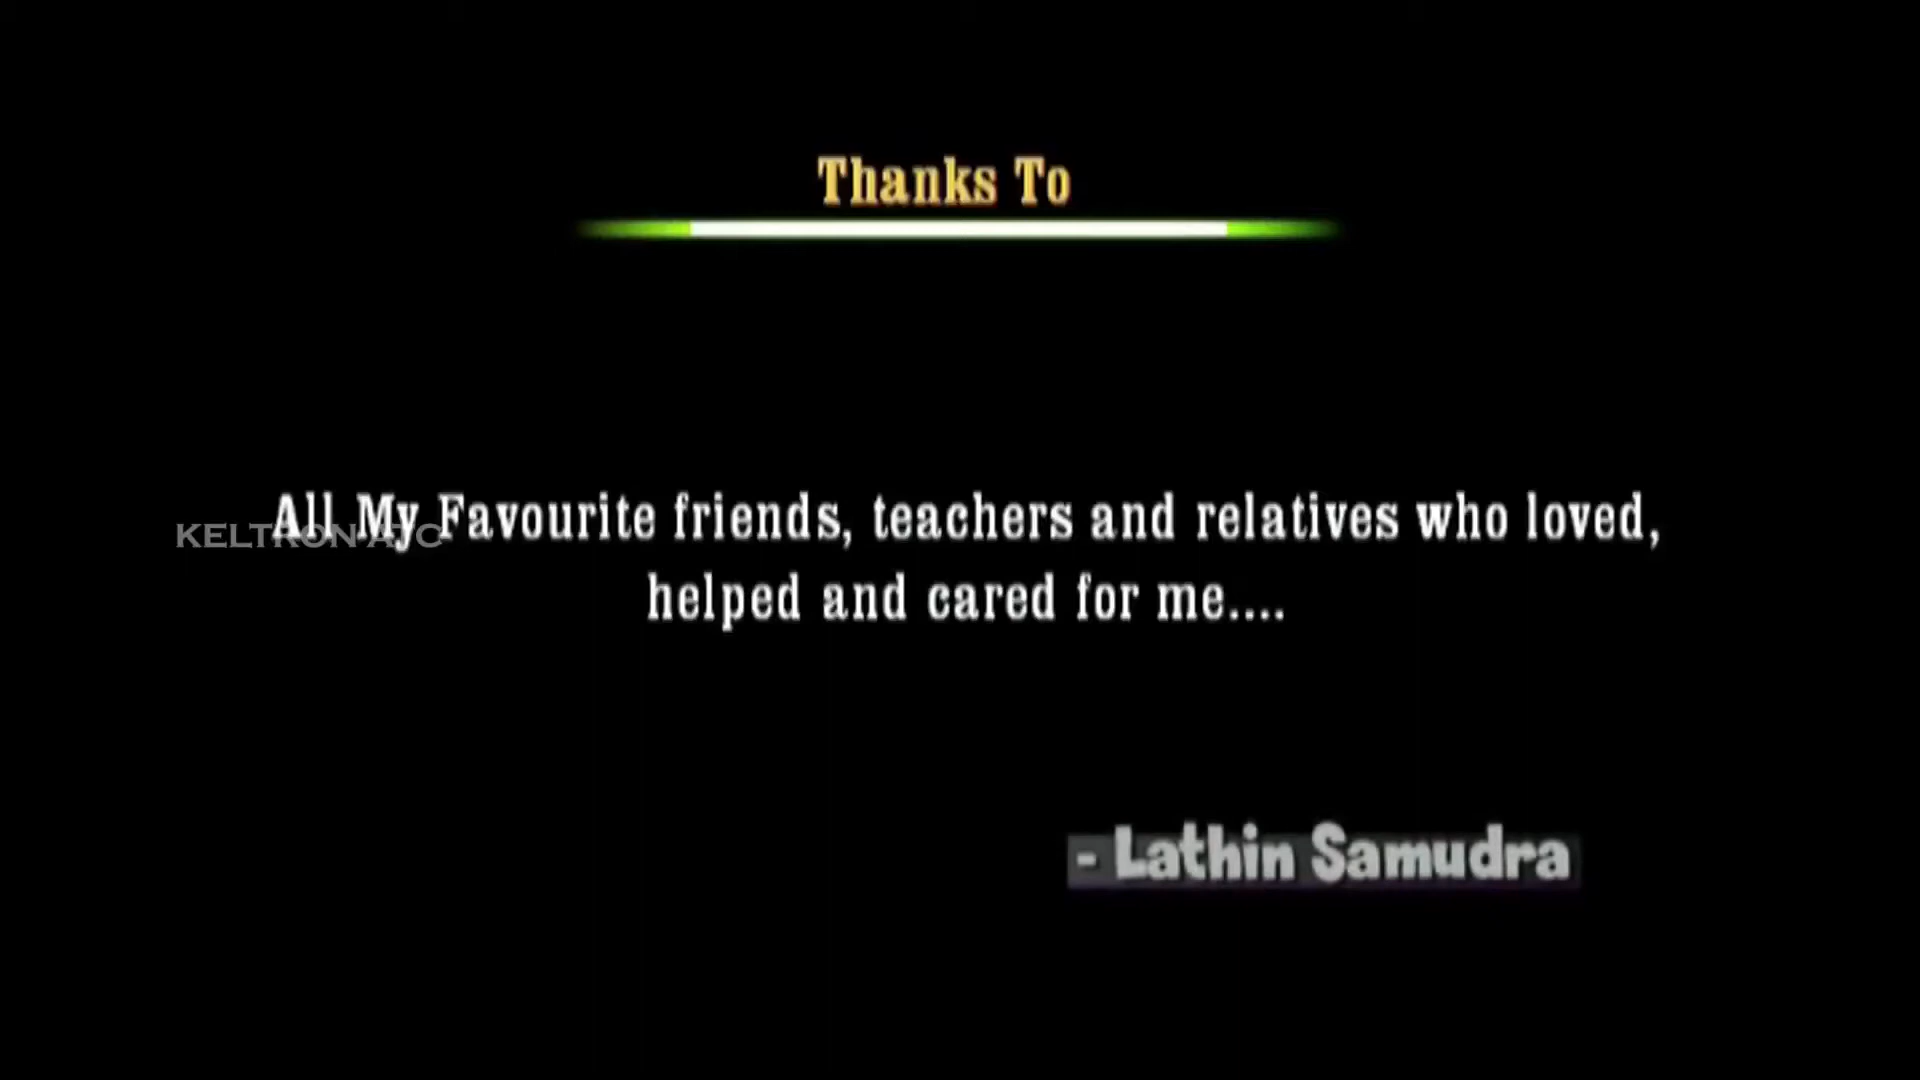 Thanks To
All My Favourite friends, teachers and relatives who loved,
KELTRON ATC
helped and cared for me....
- Lathin Samudra